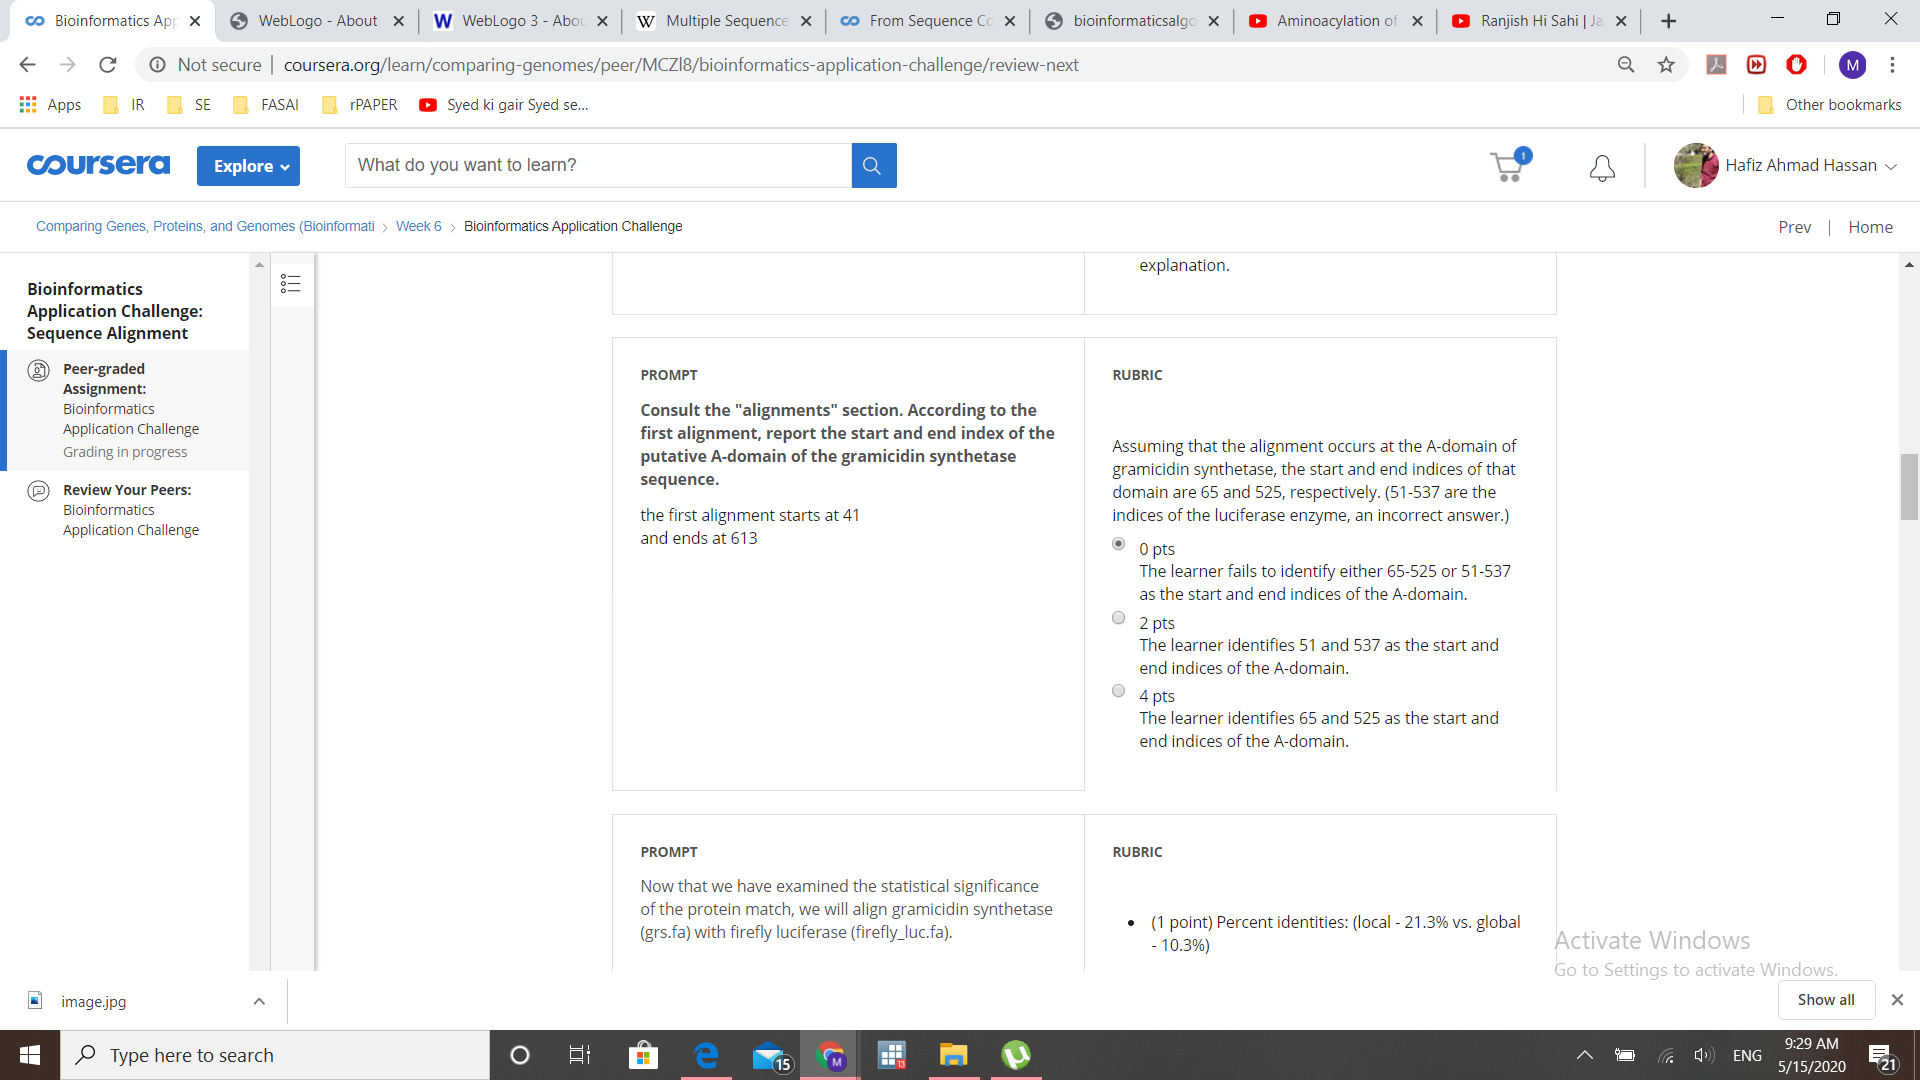 Bioinformatics App
WebLogo - About
WebLogo 3 - Abou
Multiple Sequence
From Sequence Co
bioinformaticsalgo
Aminoacylation of
Ranjish Hi Sahi | Ja
Not secure | coursera.org/learn/comparing-genomes/peer/MCZl8/bioinformatics-application-challenge/review-next
M
Apps
IR
SE
FASAI
rPAPER
Syed ki gair Syed se...
Other bookmarks
coursera
Explore
What do you want to learn?
1
Hafiz Ahmad Hassan
Comparing Genes, Proteins, and Genomes (Bioinformati > Week 6 > Bioinformatics Application Challenge
Prev | Home
Bioinformatics
Application Challenge:
Sequence Alignment
Peer-graded
Assignment:
Bioinformatics
Application Challenge
Grading in progress
Review Your Peers:
Bioinformatics
Application Challenge
explanation.
PROMPT
Consult the "alignments" section. According to the
first alignment, report the start and end index of the
putative A-domain of the gramicidin synthetase
sequence.
the first alignment starts at 41
and ends at 613
RUBRIC
Assuming that the alignment occurs at the A-domain of
gramicidin synthetase, the start and end indices of that
domain are 65 and 525, respectively. (51-537 are the
indices of the luciferase enzyme, an incorrect answer.)
0 pts
The learner fails to identify either 65-525 or 51-537
as the start and end indices of the A-domain.
2 pts
The learner identifies 51 and 537 as the start and
end indices of the A-domain.
4 pts
The learner identifies 65 and 525 as the start and
end indices of the A-domain.
PROMPT
Now that we have examined the statistical significance
of the protein match, we will align gramicidin synthetase
(grs.fa) with firefly luciferase (firefly_luc.fa).
RUBRIC
• (1 point) Percent identities: (local - 21.3% vs. global
- 10.3%)
Activate Windows
Go to Settings to activate Windows.
image.jpg
Show all
Type here to search
15
M
13
ENG
9:29 AM
5/15/2020
21